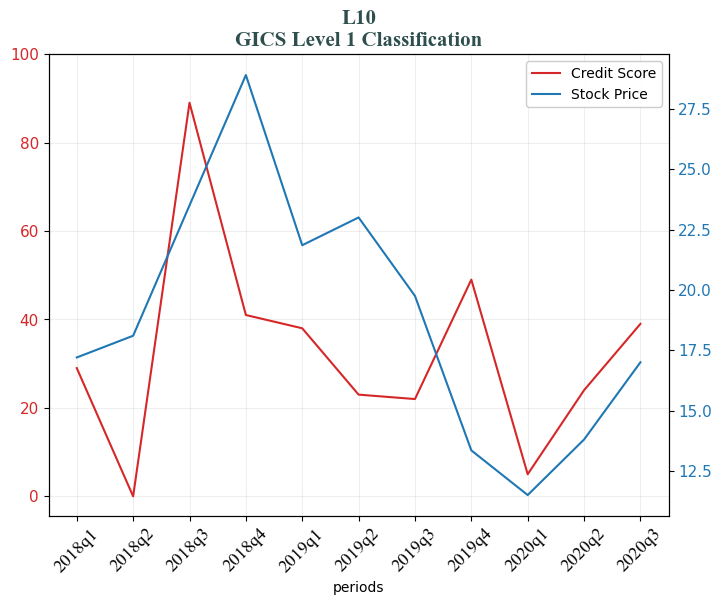 L10
GICS Level 1 Classification
Credit Score
Stock Price
100
80
60
40
20
0
27.5
25.0
22.5
20.0
17.5
15.0
12.5
2018q1
2018q2
2018q3
2018q4
2019q1
2019q2
2019q3
2019q4
2020q1
2020q2
2020q3
periods